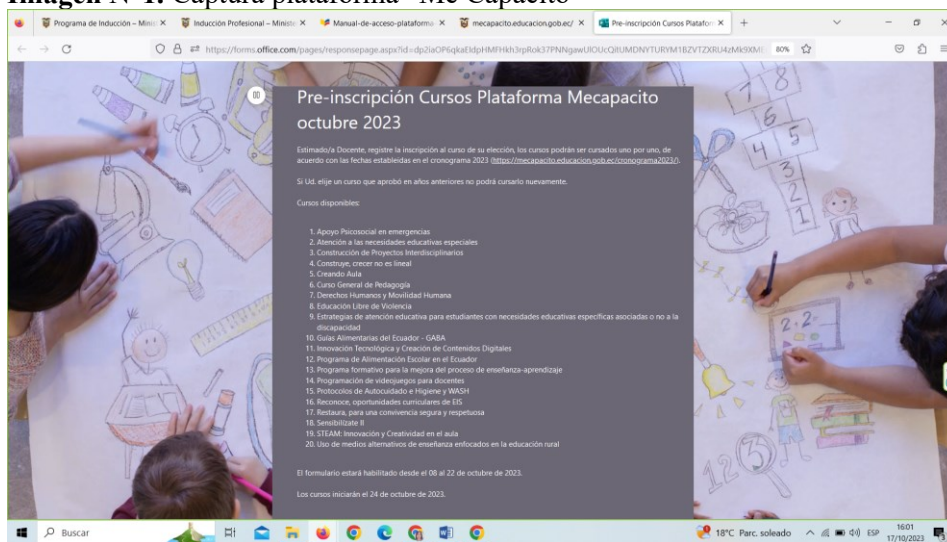 Imagen N°1. Captura plataforma "Me Capacito"
Programa de Inducción – Minis
Inducción Profesional – Ministe
Manual-de-acceso-plataforma
mecapacito.educacion.gob.ec/
Pre-inscripción Cursos Platafor
80%
Pre-inscripción Cursos Plataforma Mecapacito
octubre 2023
Estimado/a Docente, registre la inscripción al curso de su elección, los cursos podrán ser cursados uno por uno, de
acuerdo con las fechas establecidas en el cronograma 2023 (https://mecapacito.educacion.gob.ec/cronograma2023/).
Si Ud. elije un curso que aprobó en años anteriores no podrá cursarlo nuevamente.
Cursos disponibles:
1. Apoyo Psicosocial en emergencias
2. Atención a las necesidades educativas especiales
3. Construcción de Proyectos Interdisciplinarios
4. Construye, crecer no es lineal
5. Creando Aula
6. Curso General de Pedagogía
7. Derechos Humanos y Movilidad Humana
8. Educación Libre de Violencia
9. Estrategias de atención educativa para estudiantes con necesidades educativas específicas asociadas o no a la
discapacidad
10. Guías Alimentarias del Ecuador - GABA
11. Innovación Tecnológica y Creación de Contenidos Digitales
12. Programa de Alimentación Escolar en el Ecuador
13. Programa formativo para la mejora del proceso de enseñanza-aprendizaje
14. Programación de videojuegos para docentes
15. Protocolos de Autocuidado e Higiene y WASH
16. Reconoce, oportunidades curriculares de EIS
17. Restaura, para una convivencia segura y respetuosa
18. Sensibilízate II
19. STEAM: Innovación y Creatividad en el aula
20. Uso de medios alternativos de enseñanza enfocados en la educación rural
El formulario estará habilitado desde el 08 al 22 de octubre de 2023.
Los cursos iniciarán el 24 de octubre de 2023.
Buscar
18°C Parc. soleado
ESP
16:01
17/10/2023